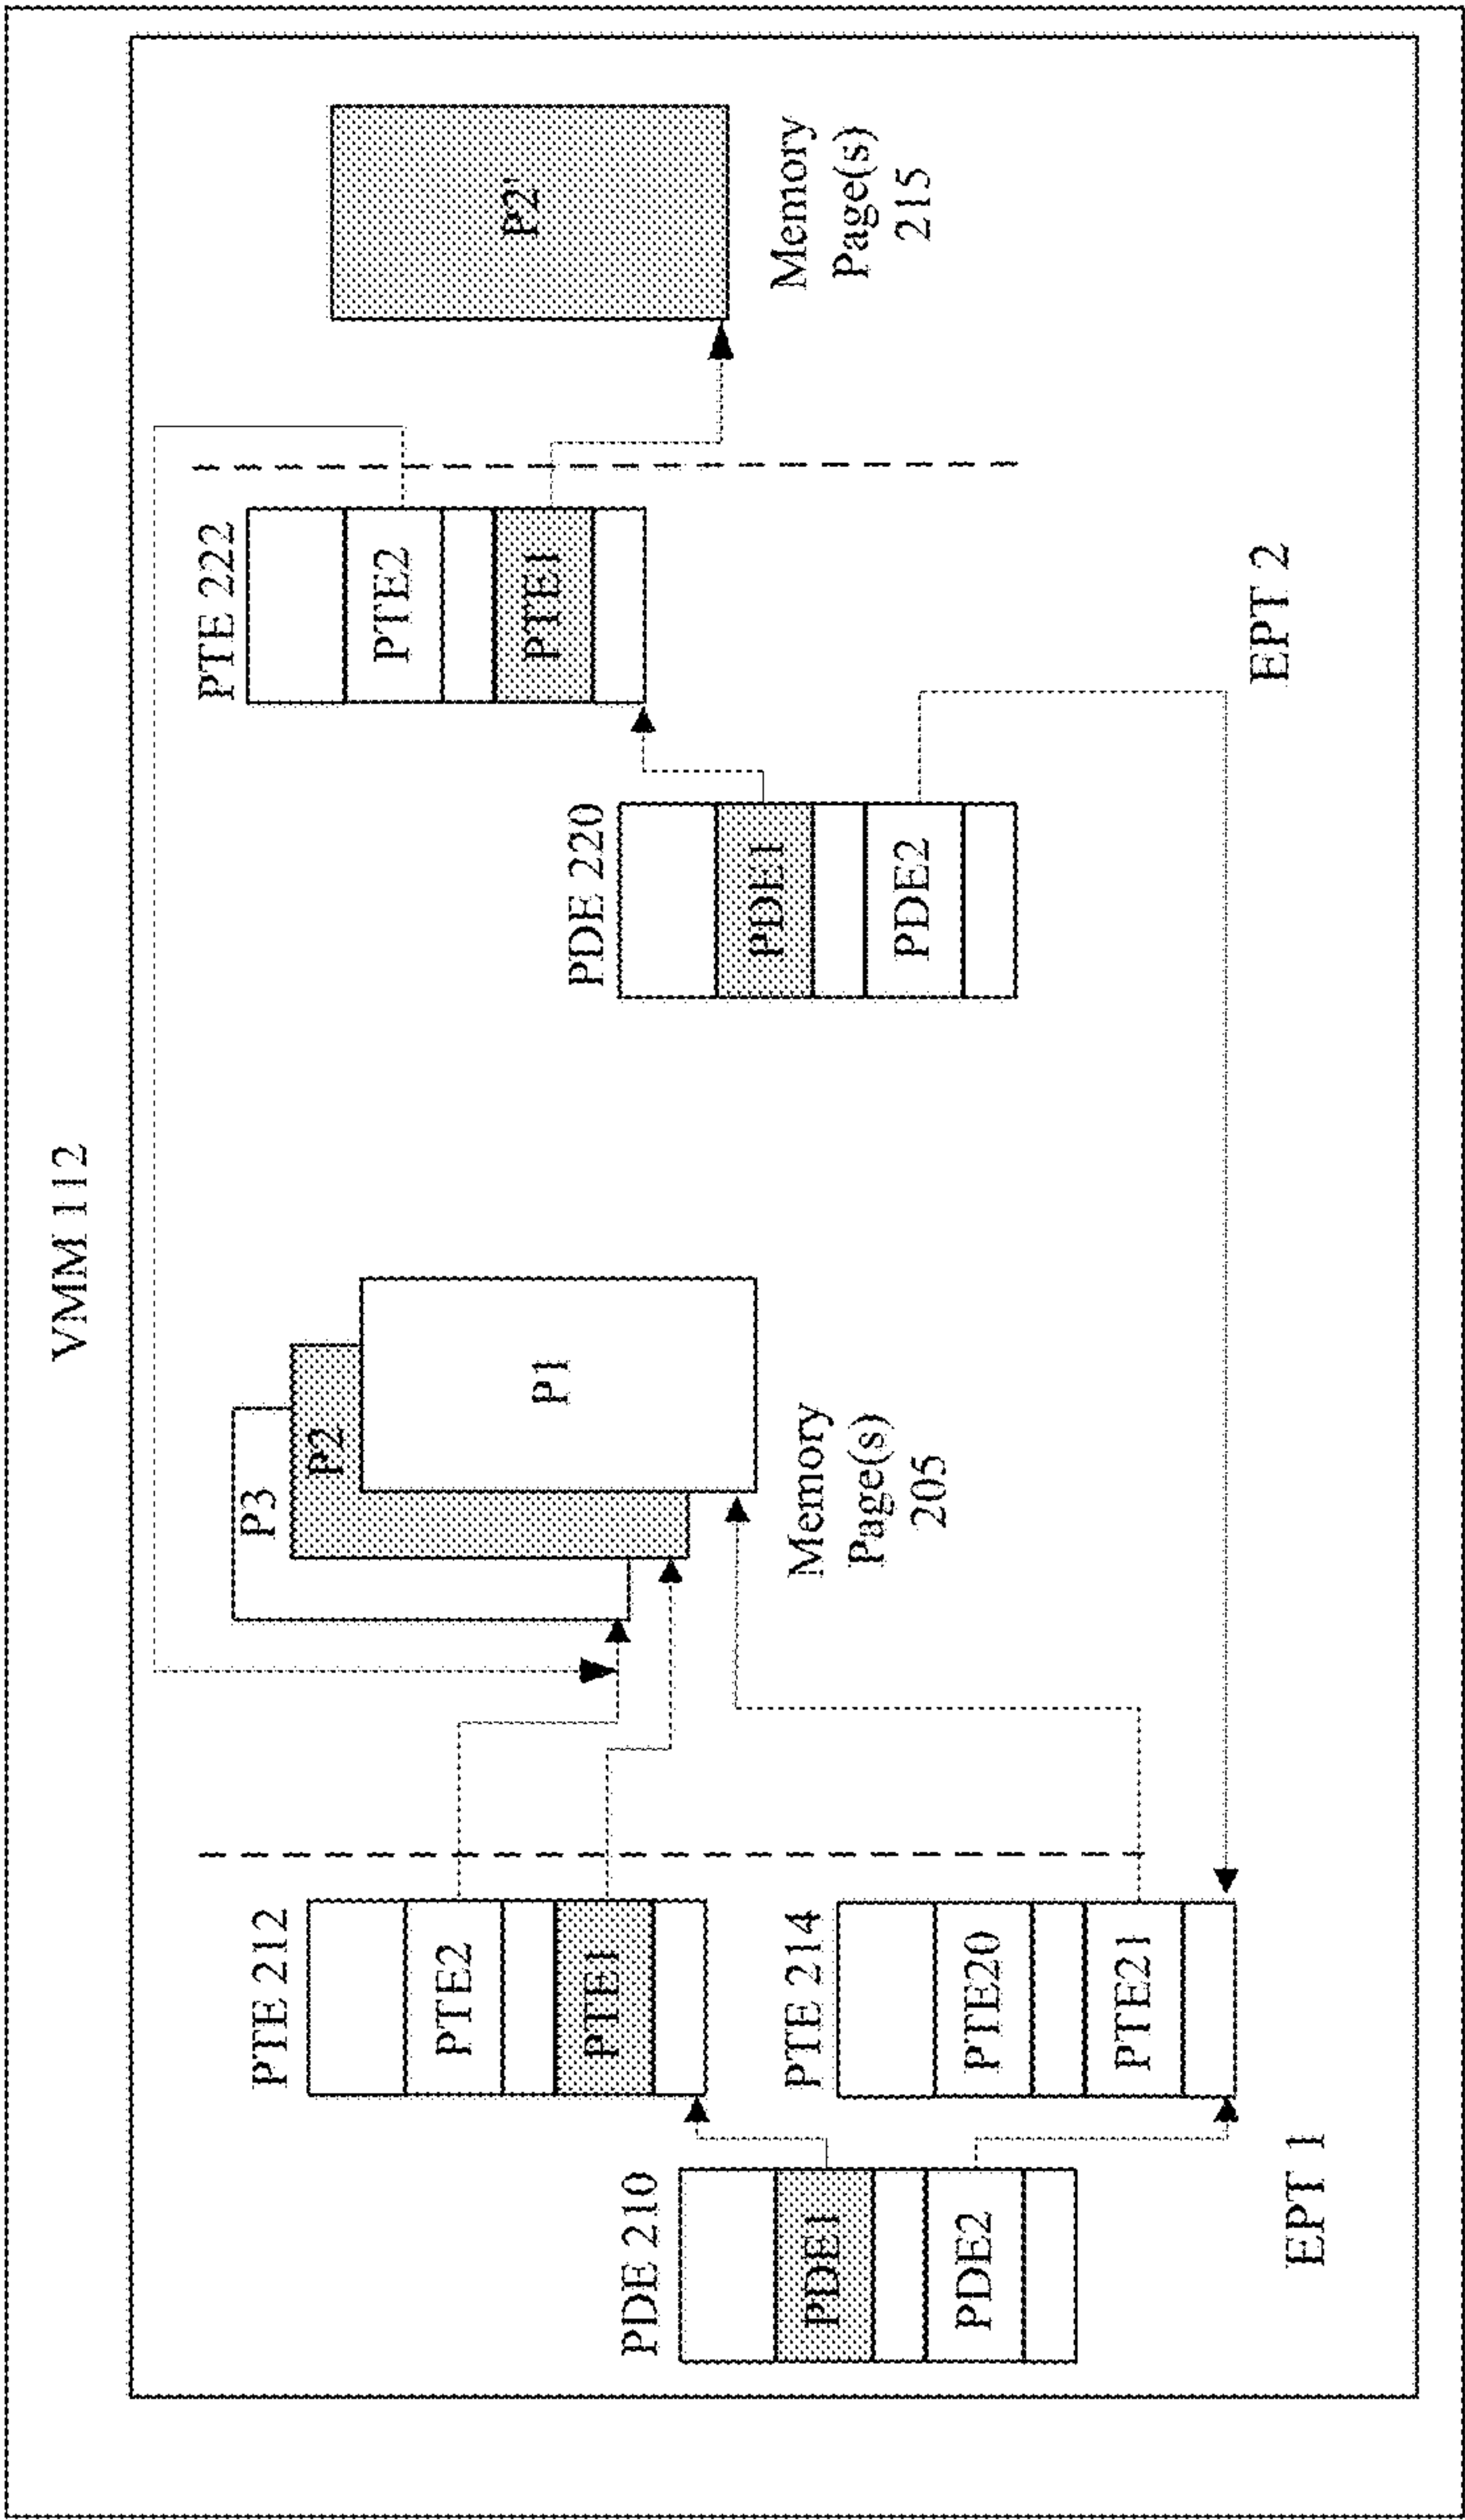 VMM 112
PDE 210
PDE1
PDE2
EPT 1
PTE 212
PTE2
PTE1
PTE 214
PTE20
PTE21
P3
P2
P1
Memory
Page(s)
205
PDE 220
PDE1
PDE2
PTE 222
PTE2
PTE1
EPT 2
P2'
Memory
Page(s)
215